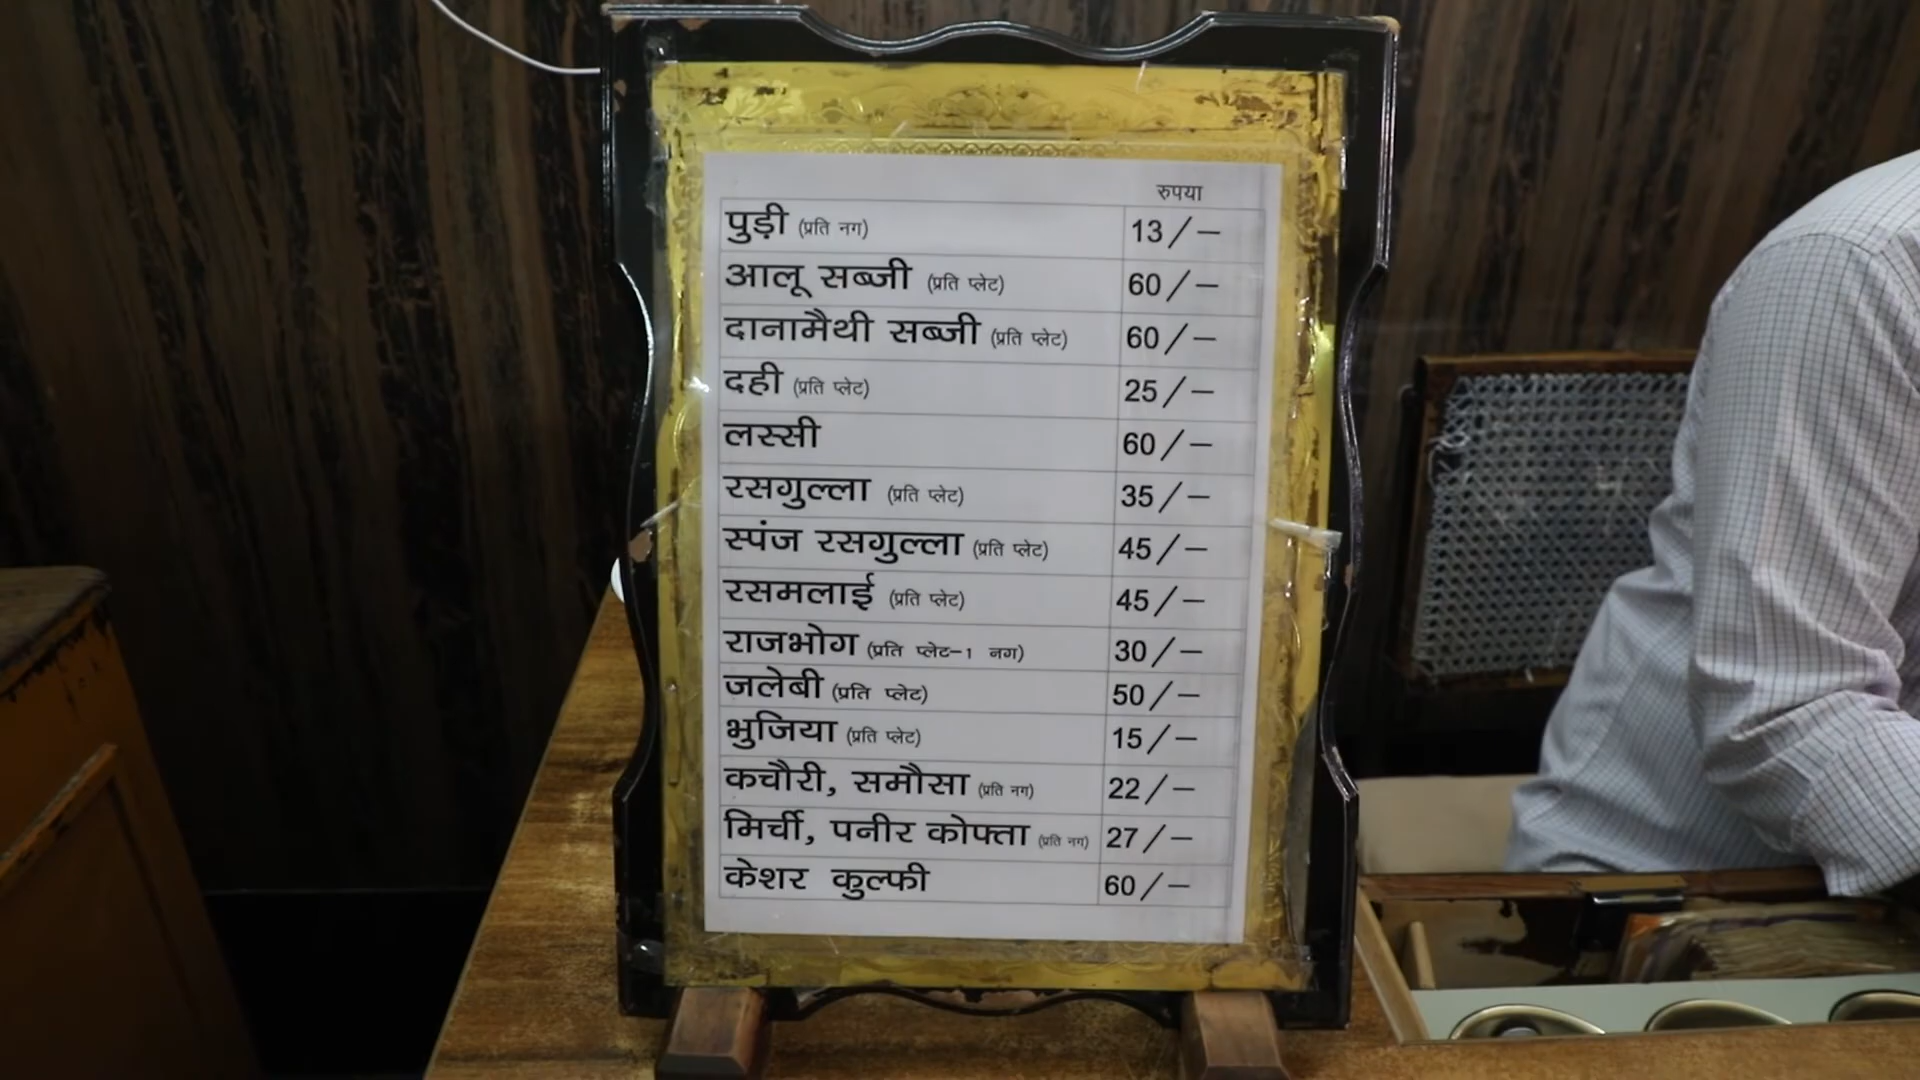 रुपया
पुड़ी (प्रति नग) 13/–
आलू सब्जी (प्रति प्लेट) 60/–
दानामैथी सब्जी (प्रति प्लेट) 60/–
दही (प्रति प्लेट) 25/–
लस्सी 60/–
रसगुल्ला (प्रति प्लेट) 35/–
स्पंज रसगुल्ला (प्रति प्लेट) 45/–
रसमलाई (प्रति प्लेट) 45/–
राजभोग (प्रति प्लेट-1 नग) 30/–
जलेबी (प्रति प्लेट) 50/–
भुजिया (प्रति प्लेट) 15/–
कचौरी, समौसा (प्रति नग) 22/–
मिर्ची, पनीर कोफ्ता (प्रति नग) 27/–
केशर कुल्फी 60/–